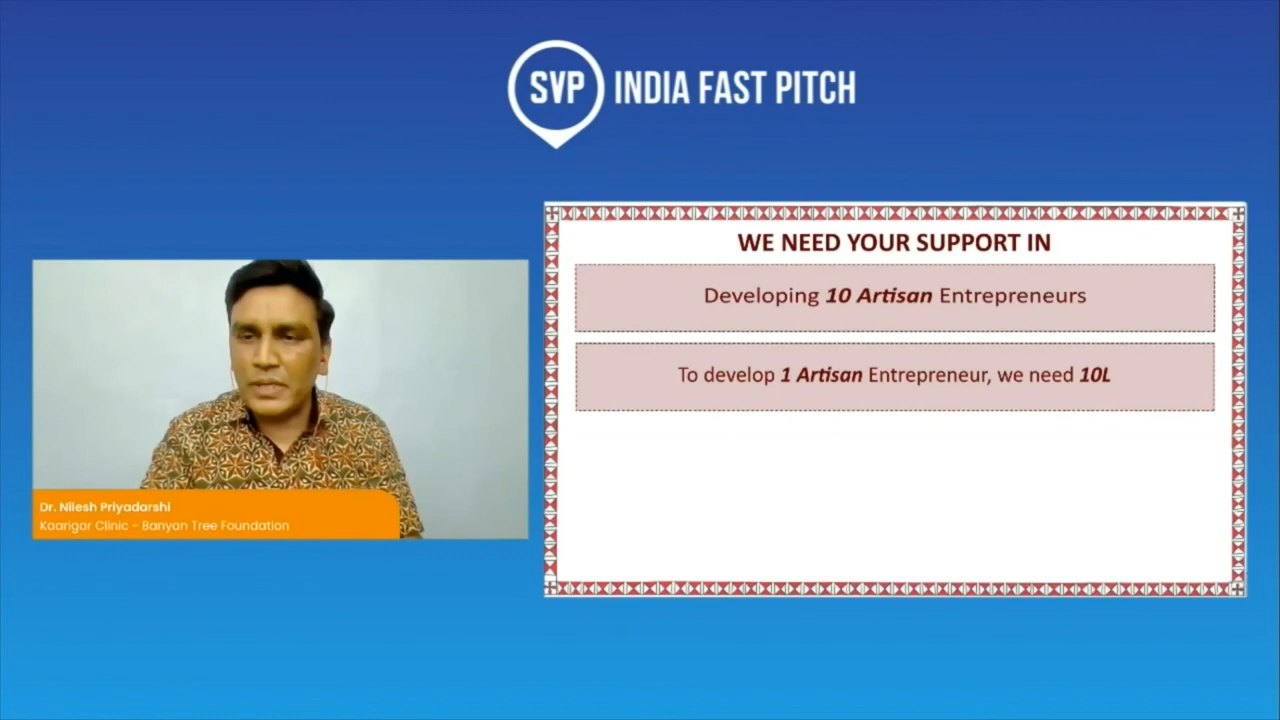 SVP INDIA FAST PITCH
WE NEED YOUR SUPPORT IN
Developing 10 Artisan Entrepreneurs
To develop 1 Artisan Entrepreneur, we need 10L
Dr. Nilesh Priyadarshi
Kaarigar Clinic - Banyan Tree Foundation